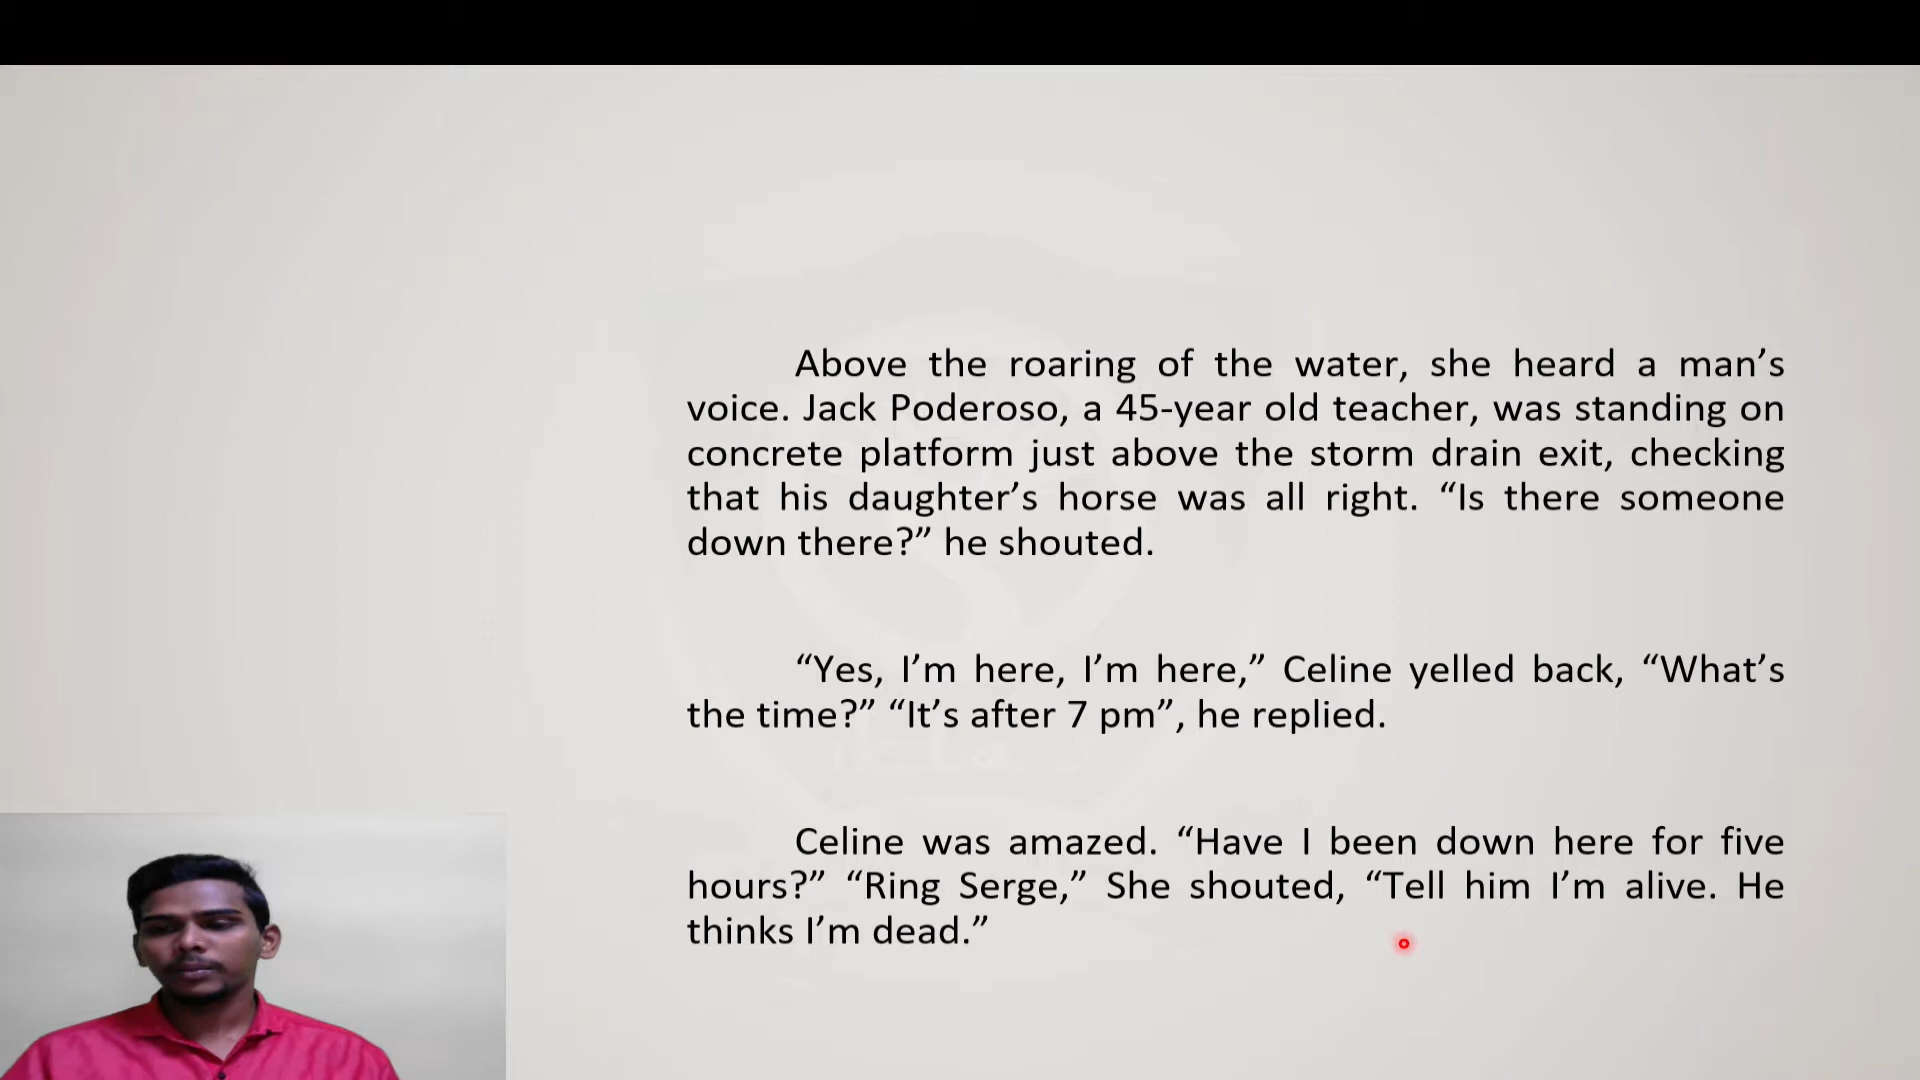 Above the roaring of the water, she heard a man’s
voice. Jack Poderoso, a 45-year old teacher, was standing on
concrete platform just above the storm drain exit, checking
that his daughter’s horse was all right. “Is there someone
down there?” he shouted.
“Yes, I’m here, I’m here,” Celine yelled back, “What’s
the time?” “It’s after 7 pm”, he replied.
Celine was amazed. “Have I been down here for five
hours?” “Ring Serge,” She shouted, “Tell him I’m alive. He
thinks I’m dead.”